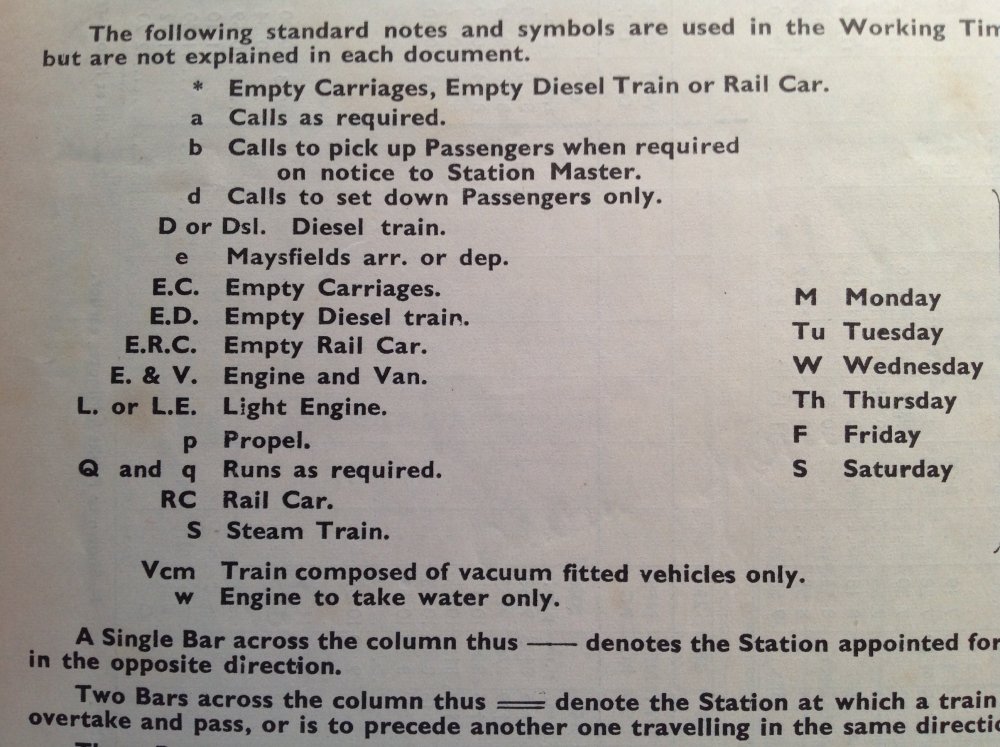 The following standard notes and symbols are used in the Working
but are not explained in each document.
* Empty Carriages, Empty Diesel Train or Rail Car.
a Calls as required.
b Calls to pick up Passengers when required
on notice to Station Master.
d Calls to set down Passengers only.
D or Dsl. Diesel train.
e Maysfields arr. or dep.
E.C. Empty Carriages.
E.D. Empty Diesel train.
E.R.C. Empty Rail Car.
E. & V. Engine and Van.
L. or L.E. Light Engine.
p Propel.
Q and q Runs as required.
RC Rail Car.
S Steam Train.
Vcm Train composed of vacuum fitted vehicles only.
w Engine to take water only.
M Monday
Tu Tuesday
W Wednesday
Th Thursday
F Friday
S Saturday
A Single Bar across the column thus —— denotes the Station appointed for
in the opposite direction.
Two Bars across the column thus ═══ denote the Station at which a train
overtake and pass, or is to precede another one travelling in the same